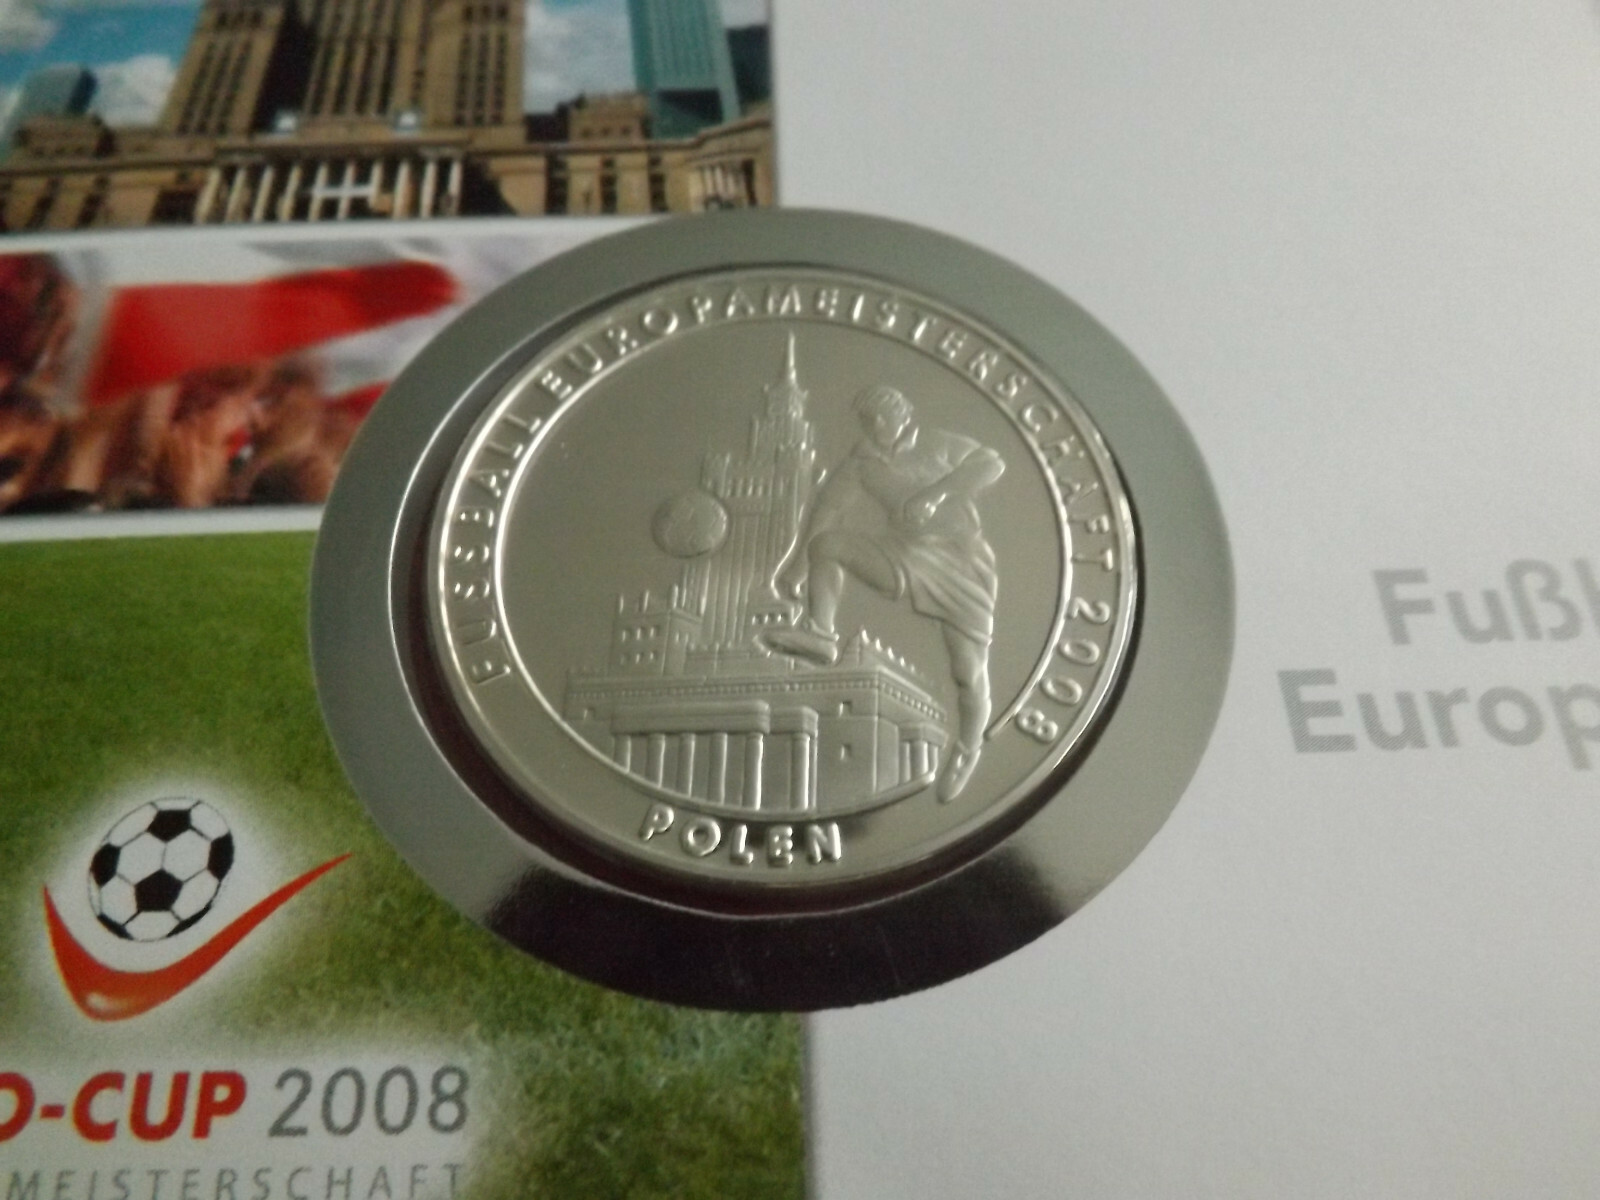 FUSSBALL EUROPAMEISTERSCHAFT 2008
POLEN
O-CUP 2008
MEISTERSCHAFT
Fußb
Europ